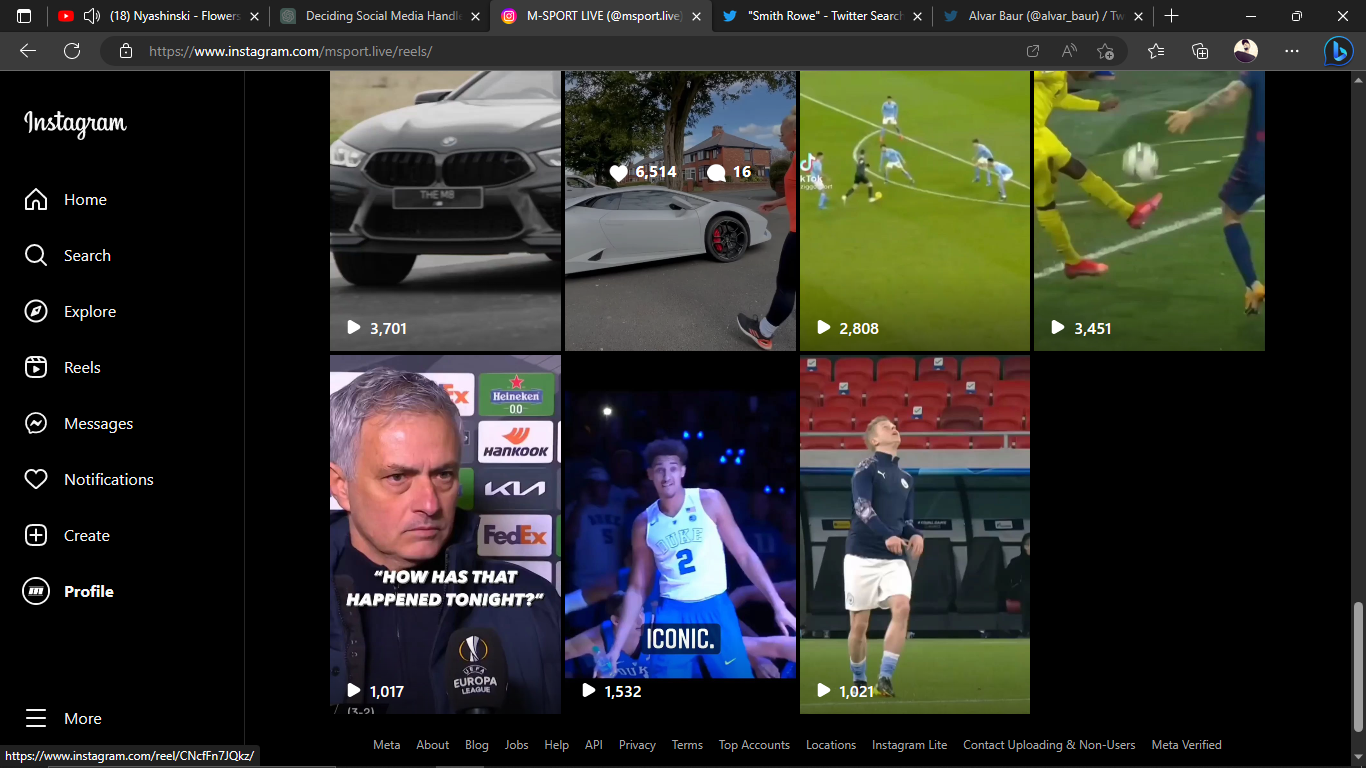 (18) Nyashinski - Flowers
Deciding Social Media Handle
M-SPORT LIVE (@msport.live)
"Smith Rowe" - Twitter Search
Alvar Baur (@alvar_baur) / Tw
https://www.instagram.com/msport.live/reels/
Instagram
Home
Search
Explore
Reels
Messages
Notifications
Create
Profile
More
THE M8
3,701
6,514 16
TikTok
2,808
3,451
FedEx
Heineken
00
HANKOOK
KIA
FedEx
"HOW HAS THAT
HAPPENED TONIGHT?"
UEFA
EUROPA
LEAGUE
1,017
(3-2)
DUKE
2
ICONIC.
DUKE
1,532
1,021
Meta About Blog Jobs Help API Privacy Terms Top Accounts Locations Instagram Lite Contact Uploading & Non-Users Meta Verified
https://www.instagram.com/reel/CNcfFn7JQkz/